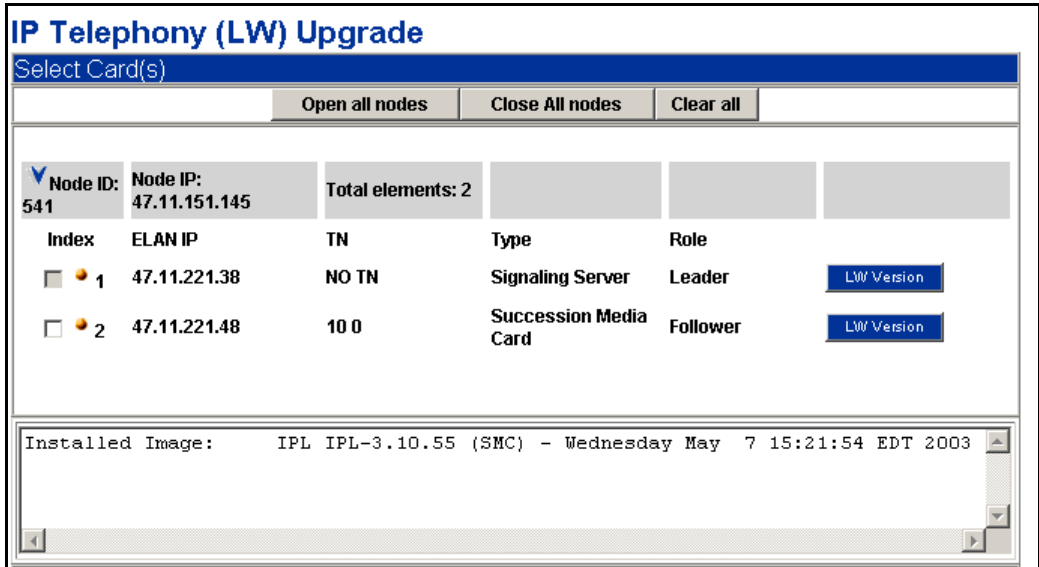 IP Telephony (LW) Upgrade
Select Card(s)
Open all nodes Close All nodes Clear all
Node ID: 541 Node IP: 47.11.151.145 Total elements: 2
Index ELAN IP TN Type Role
1 47.11.221.38 NO TN Signaling Server Leader LW Version
2 47.11.221.48 10 0 Succession Media Card Follower LW Version
Installed Image: IPL IPL-3.10.55 (SMC) - Wednesday May 7 15:21:54 EDT 2003